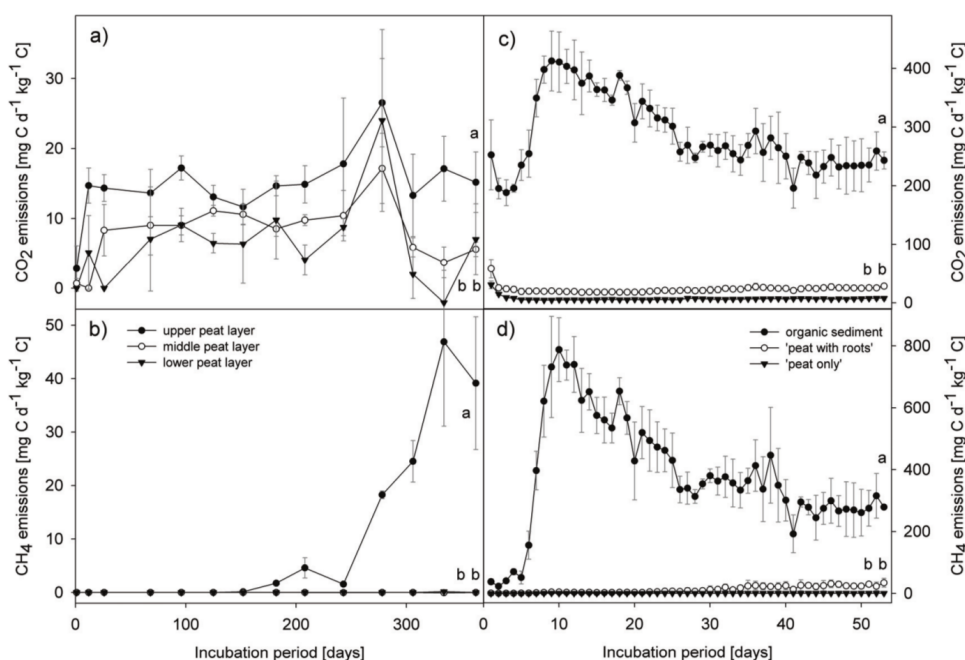 a)
c)
CO2 emissions [mg C d⁻¹ kg⁻¹ C]
30
20
10
0
a
b b
400
300
200
100
0
a
b b
CO2 emissions [mg C d⁻¹ kg⁻¹ C]
b)
upper peat layer
middle peat layer
lower peat layer
d)
organic sediment
'peat with roots'
'peat only'
CH4 emissions [mg C d⁻¹ kg⁻¹ C]
50
40
30
20
10
0
a
b b
800
600
400
200
0
a
b b
CH4 emissions [mg C d⁻¹ kg⁻¹ C]
0 100 200 300
0 10 20 30 40 50
Incubation period [days]
Incubation period [days]